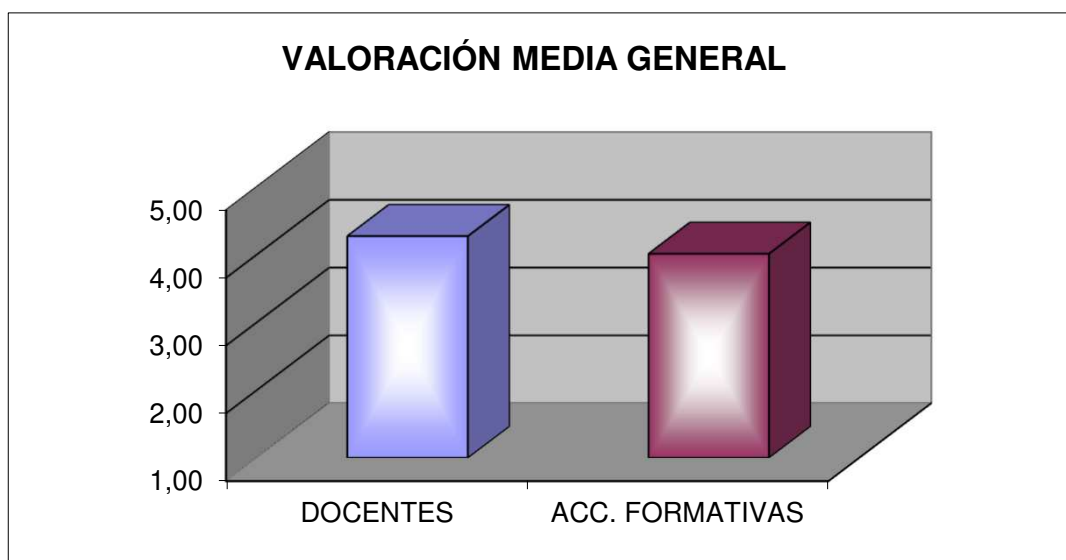 VALORACIÓN MEDIA GENERAL
5,00
4,00
3,00
2,00
1,00
DOCENTES ACC. FORMATIVAS